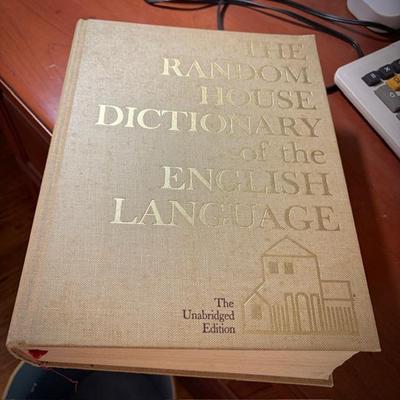 THE
RANDOM
HOUSE
DICTIONARY
of the
ENGLISH
LANGUAGE
The
Unabridged
Edition